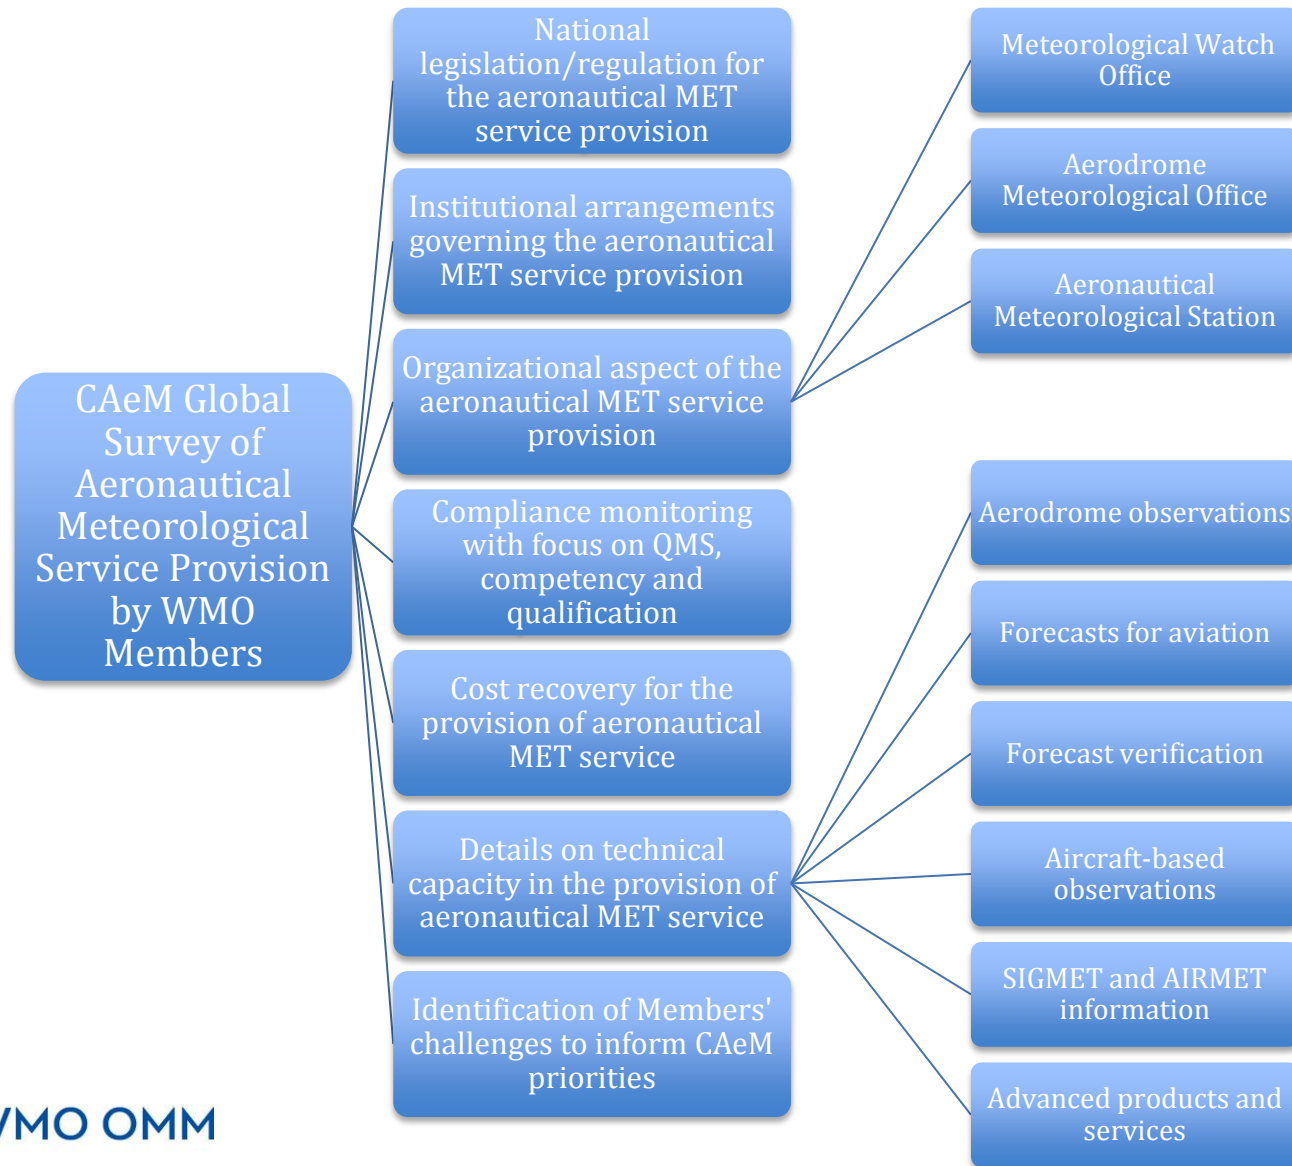 CAeM Global
Survey of
Aeronautical
Meteorological
Service Provision
by WMO
Members
National
legislation/regulation for
the aeronautical MET
service provision
Institutional arrangements
governing the aeronautical
MET service provision
Organizational aspect of the
aeronautical MET service
provision
Compliance monitoring
with focus on QMS,
competency and
qualification
Cost recovery for the
provision of aeronautical
MET service
Details on technical
capacity in the provision of
aeronautical MET service
Identification of Members'
challenges to inform CAeM
priorities
Meteorological Watch
Office
Aerodrome
Meteorological Office
Aeronautical
Meteorological Station
Aerodrome observations
Forecasts for aviation
Forecast verification
Aircraft-based
observations
SIGMET and AIRMET
information
Advanced products and
services
WMO OMM